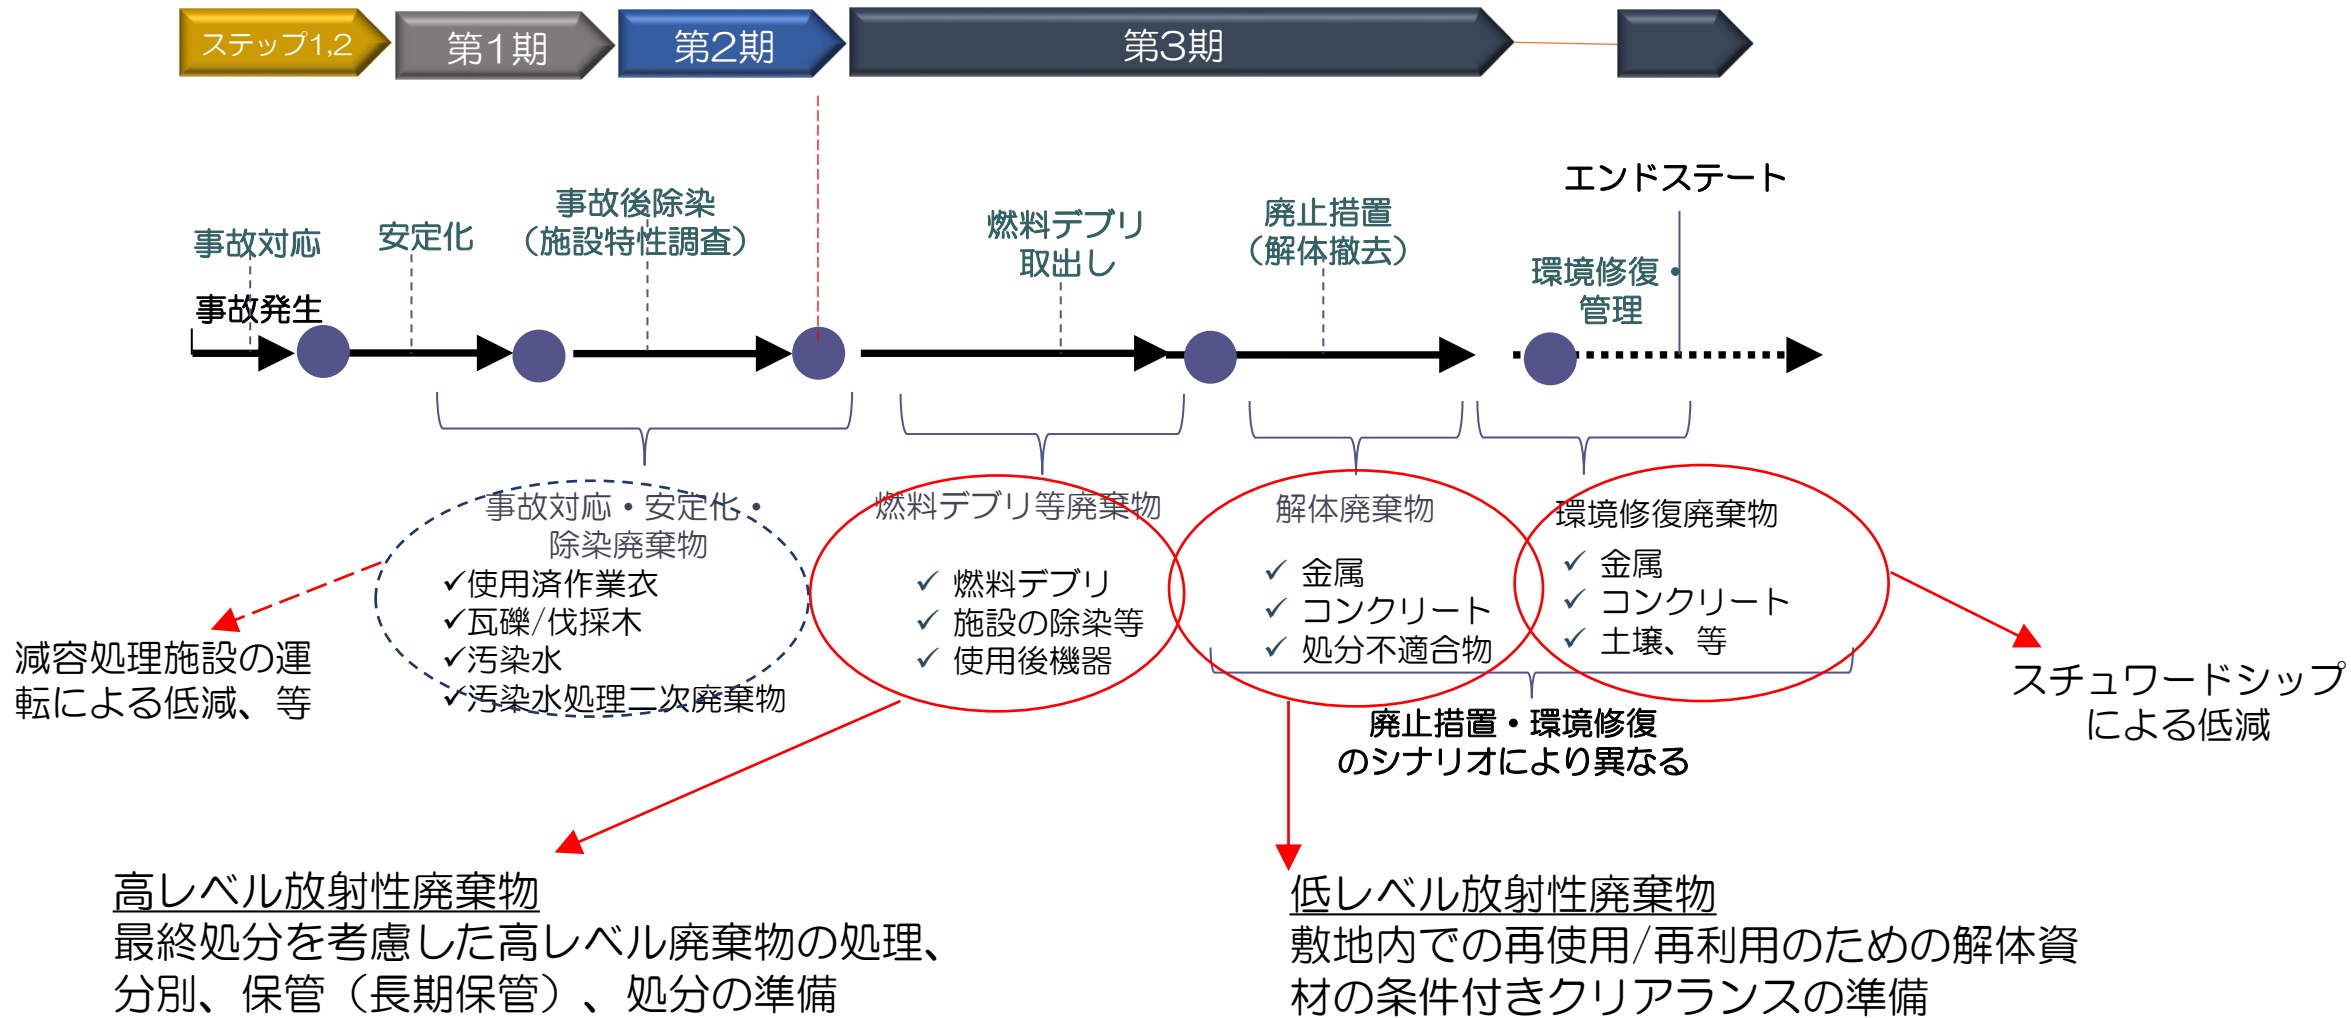 ステップ1,2
第1期
第2期
第3期
エンドステート
事故対応
安定化
事故後除染
(施設特性調査)
燃料デブリ
取出し
廃止措置
(解体撤去)
環境修復・
管理
事故発生
事故対応・安定化・
除染廃棄物
✓使用済作業衣
✓瓦礫/伐採木
✓汚染水
✓汚染水処理二次廃棄物
燃料デブリ等廃棄物
✓ 燃料デブリ
✓ 施設の除染等
✓ 使用後機器
解体廃棄物
✓ 金属
✓ コンクリート
✓ 処分不適合物
環境修復廃棄物
✓ 金属
✓ コンクリート
✓ 土壌、等
減容処理施設の運
転による低減、等
スチュワードシップ
による低減
廃止措置・環境修復
のシナリオにより異なる
高レベル放射性廃棄物
最終処分を考慮した高レベル廃棄物の処理、
分別、保管（長期保管）、処分の準備
低レベル放射性廃棄物
敷地内での再使用/再利用のための解体資
材の条件付きクリアランスの準備